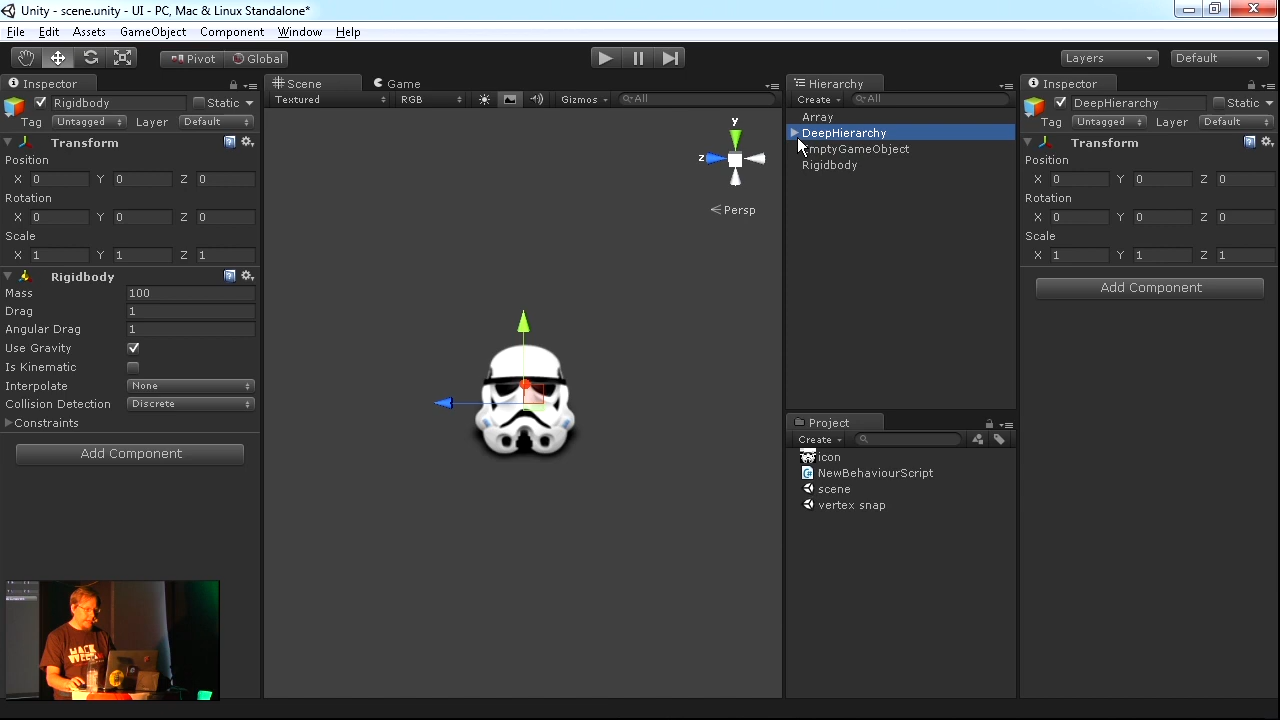 Unity - scene.unity - UI - PC, Mac & Linux Standalone*
File Edit Assets GameObject Component Window Help
Pivot Global Layers Default
Inspector
Rigidbody Static
Tag Untagged Layer Default
Transform
Position
X 0 Y 0 Z 0
Rotation
X 0 Y 0 Z 0
Scale
X 1 Y 1 Z 1
Rigidbody
Mass 100
Drag 1
Angular Drag 1
Use Gravity
Is Kinematic
Interpolate None
Collision Detection Discrete
Constraints
Add Component
Scene Game
Textured RGB Gizmos All
y
z
Persp
Hierarchy
Create All
Array
DeepHierarchy
EmptyGameObject
Rigidbody
Project
Create
icon
NewBehaviourScript
scene
vertex snap
Inspector
DeepHierarchy Static
Tag Untagged Layer Default
Transform
Position
X 0 Y 0 Z 0
Rotation
X 0 Y 0 Z 0
Scale
X 1 Y 1 Z 1
Add Component
HACK